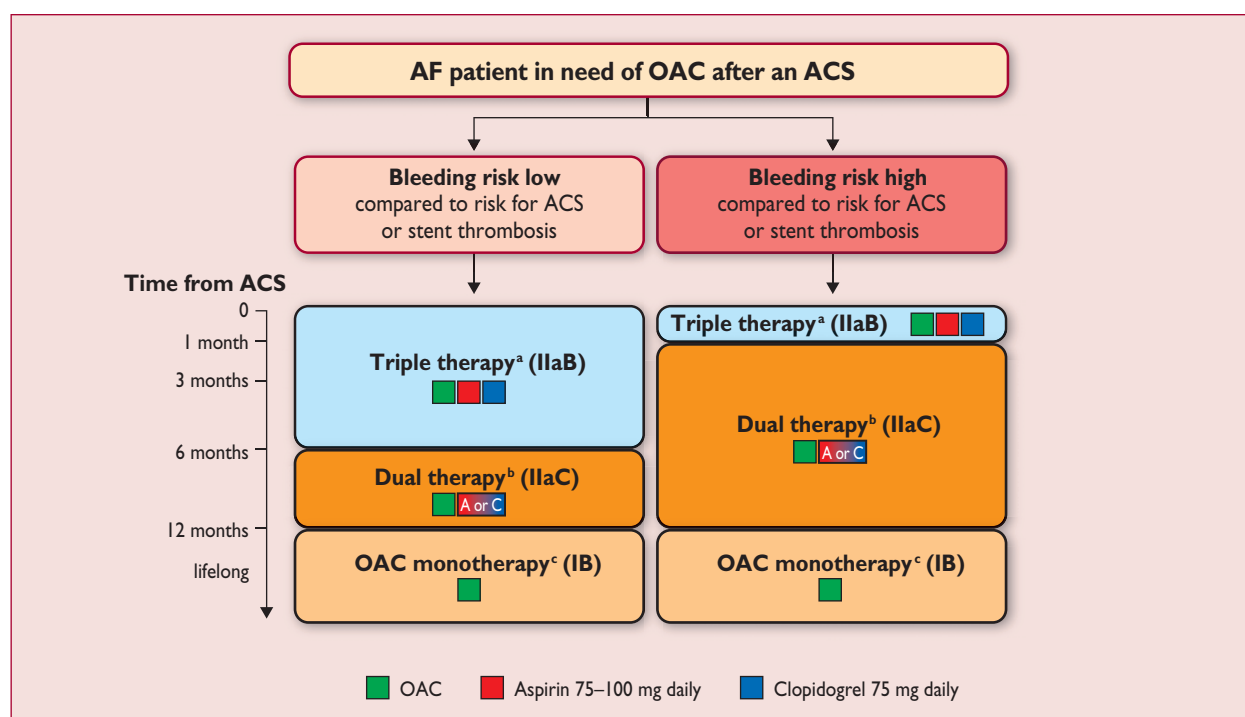 AF patient in need of OAC after an ACS
Bleeding risk low
compared to risk for ACS
or stent thrombosis
Bleeding risk high
compared to risk for ACS
or stent thrombosis
Time from ACS
0
1 month
3 months
6 months
12 months
lifelong
Triple therapyᵃ (IIaB)
Dual therapyᵇ (IIaC)
A or C
OAC monotherapyᶜ (IB)
Triple therapyᵃ (IIaB)
Dual therapyᵇ (IIaC)
A or C
OAC monotherapyᶜ (IB)
OAC
Aspirin 75–100 mg daily
Clopidogrel 75 mg daily